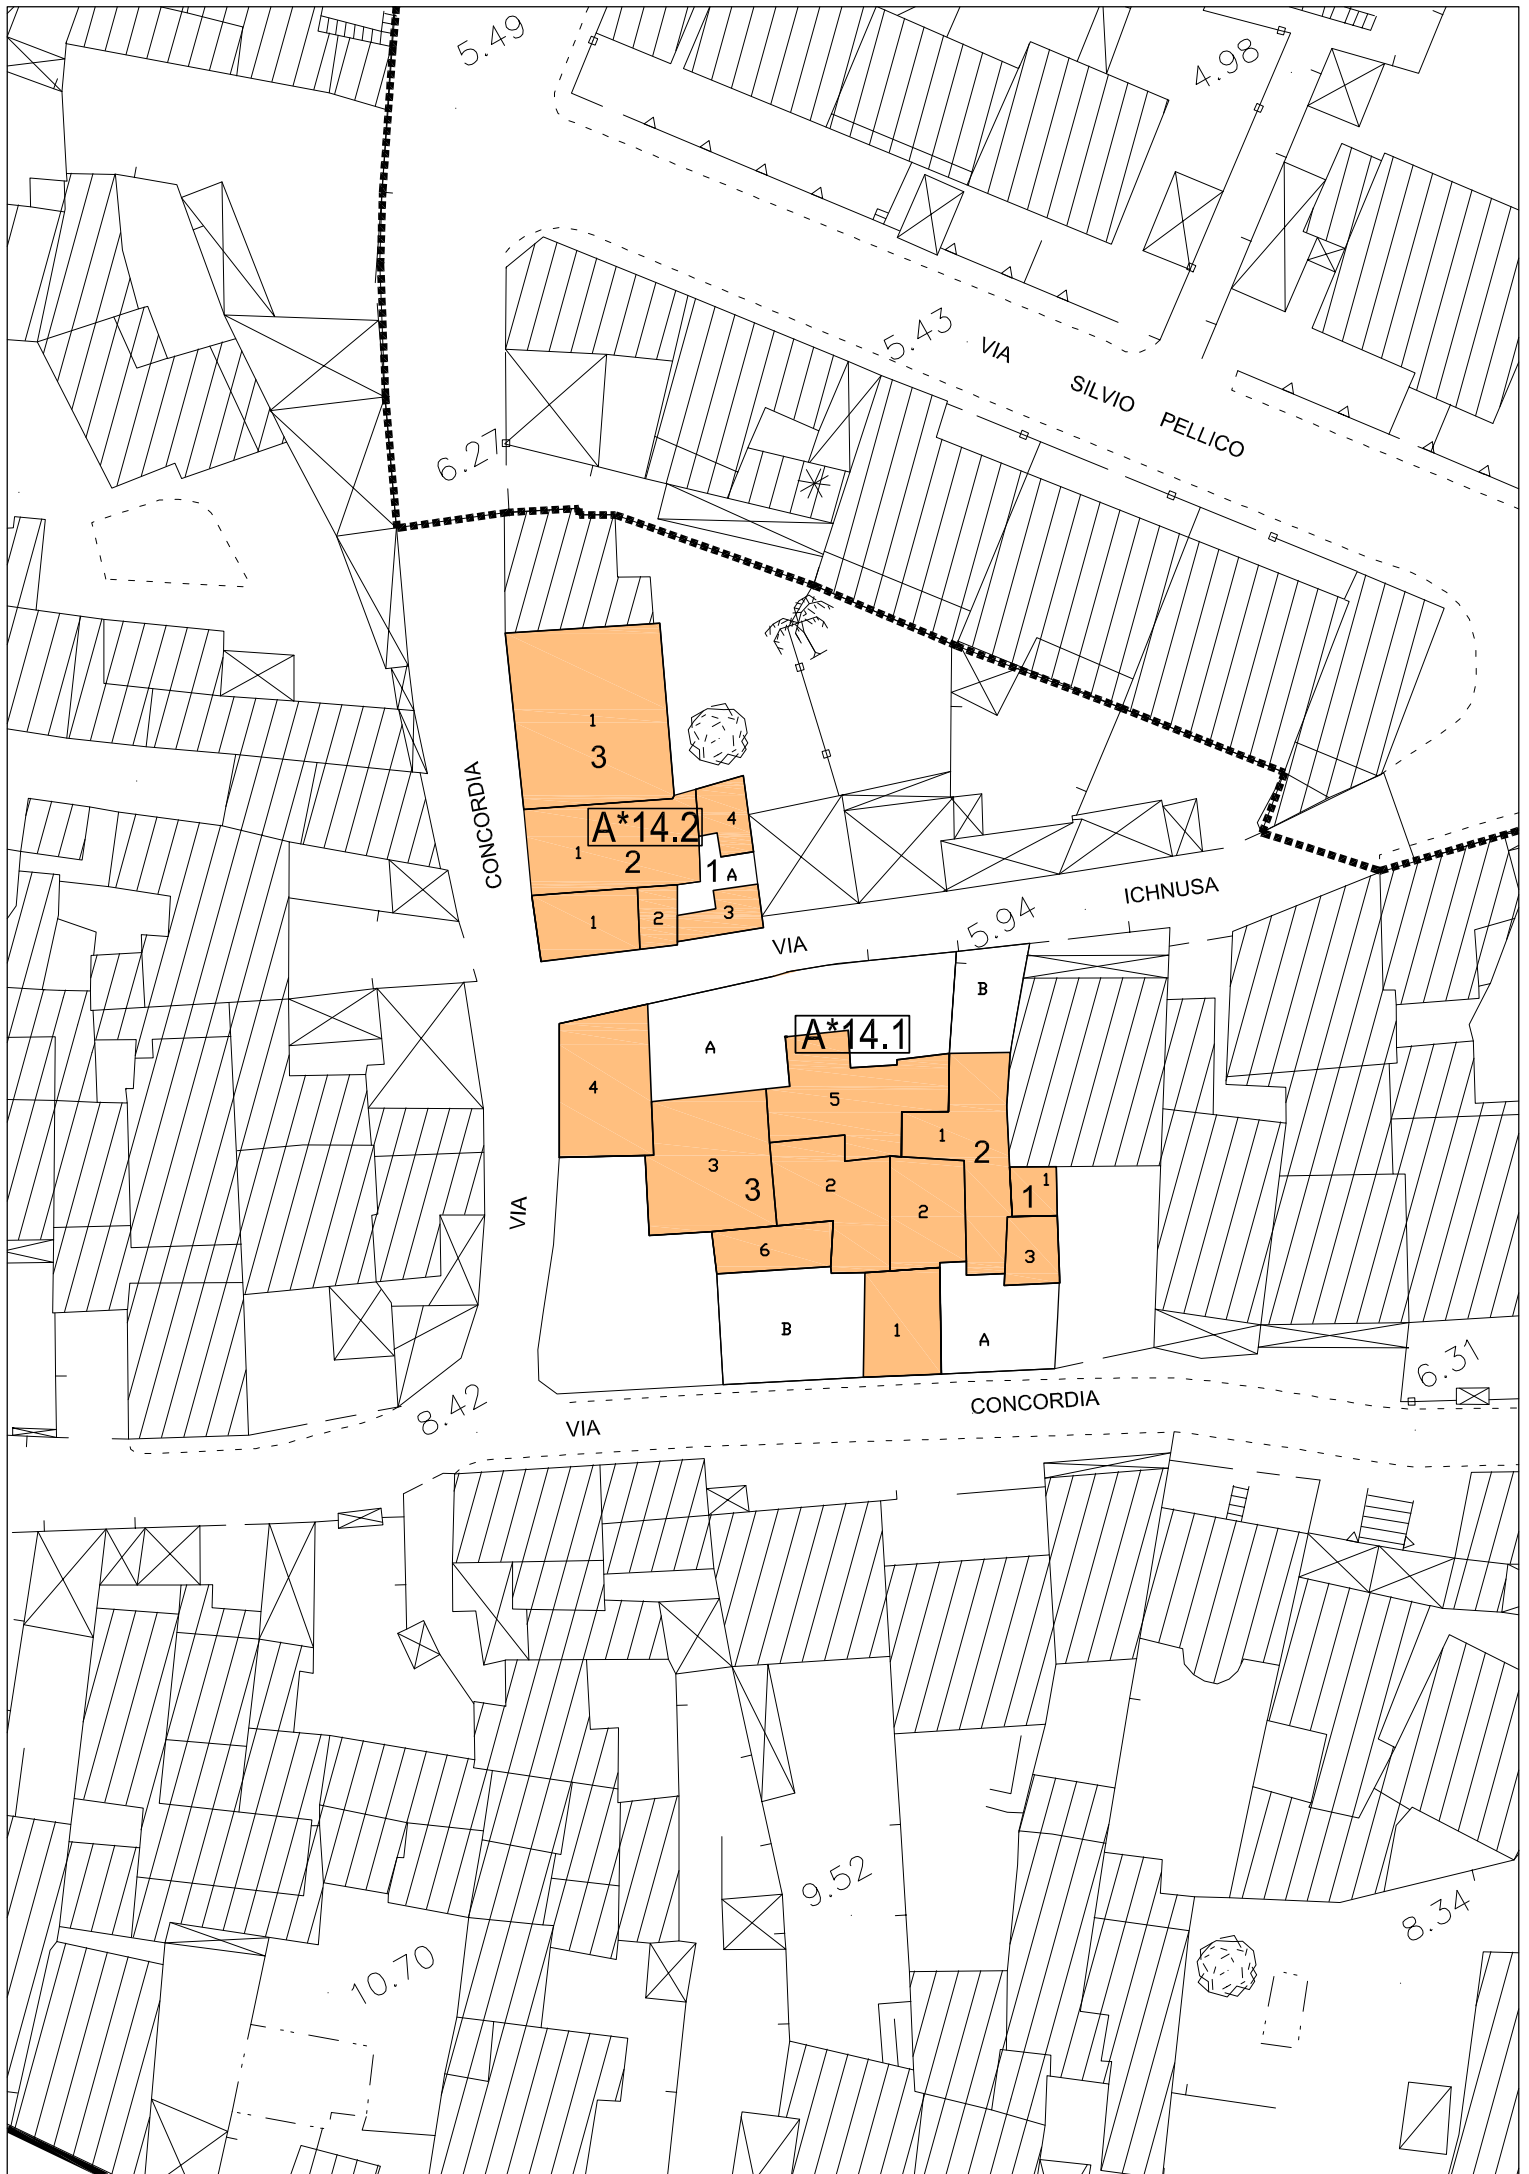 5.49
4.98
5.43
VIA
SILVIO PELLICO
6.27
1
3
CONCORDIA
4
A*14.2
1
2
1
A
1
2
3
ICHNUSA
5.94
VIA
B
A*14.1
A
4
5
1
2
3
3
2
1
1
2
VIA
6
3
B
1
A
6.31
8.42
CONCORDIA
VIA
9.52
8.34
10.70